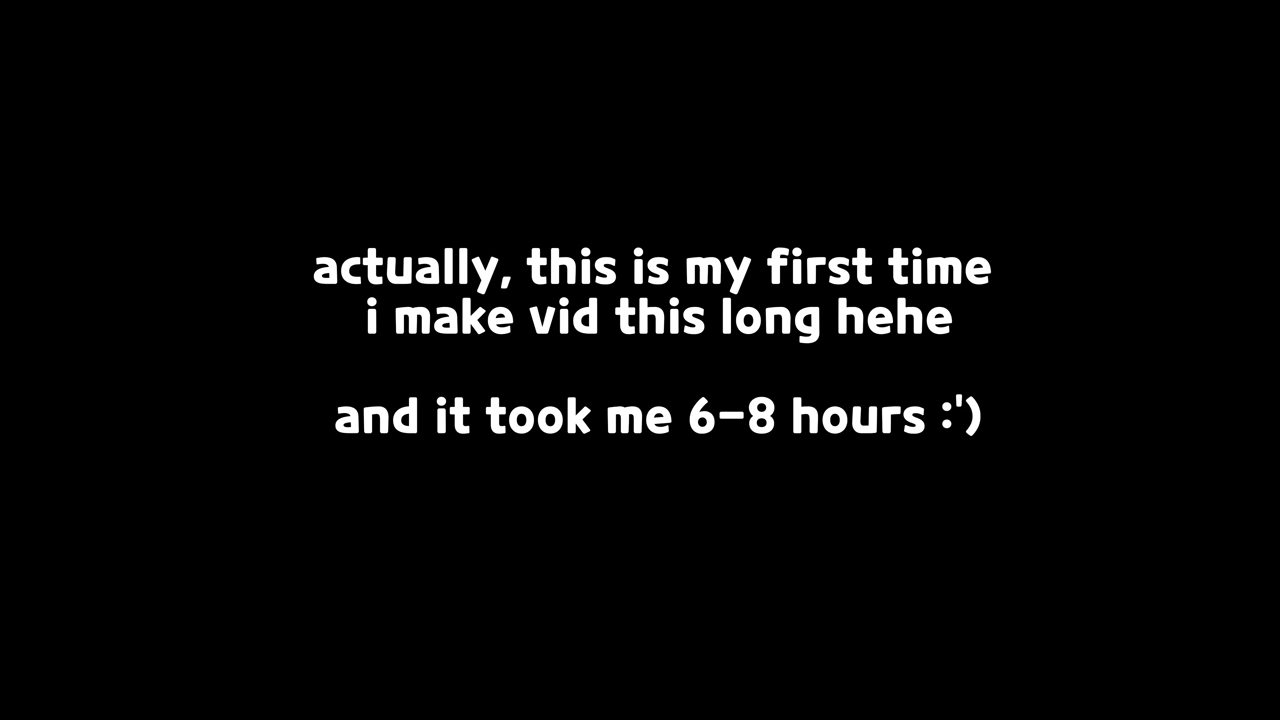 actually, this is my first time
i make vid this long hehe
and it took me 6-8 hours :')